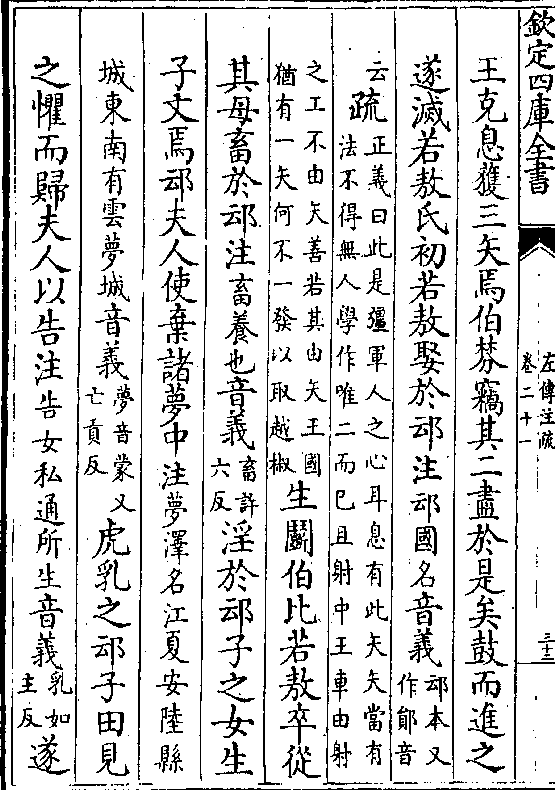 欽定四庫全書
左傳注疏
卷二十一
三十三
王克息獲三矢焉伯棼竊其二盡於是矣鼓而進之
遂滅若敖氏初若敖娶於䢵注䢵國名音義䢵本又作鄖音
云疏正義曰此是彊軍人之心耳息有此矢矢當有法不得無人學作唯二而已且射中王車由射
之工不由矢善若其由矢王國猶有一矢何不一發以取越椒生鬭伯比若敖卒從
其母畜於䢵注畜養也音義畜許六反淫於䢵子之女生
子文焉䢵夫人使棄諸夢中注夢澤名江夏安陸縣
城東南有雲夢城音義夢音蒙又亡貢反虎乳之䢵子田見
之懼而歸夫人以告注告女私通所生音義乳如主反遂